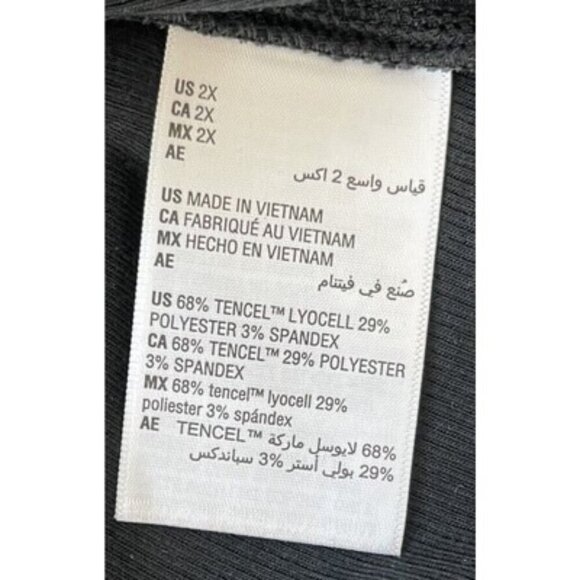 US 2X
CA 2X
MX 2X
AE
قياس واسع 2 اكس
US MADE IN VIETNAM
CA FABRIQUÉ AU VIETNAM
MX HECHO EN VIETNAM
AE
صُنع في فيتنام
US 68% TENCEL™ LYOCELL 29%
POLYESTER 3% SPANDEX
CA 68% TENCEL™ 29% POLYESTER
3% SPANDEX
MX 68% tencel™ lyocell 29%
poliester 3% spándex
AE 68% لايوسل ماركة TENCEL™
29% بولي أستر 3% سباندكس